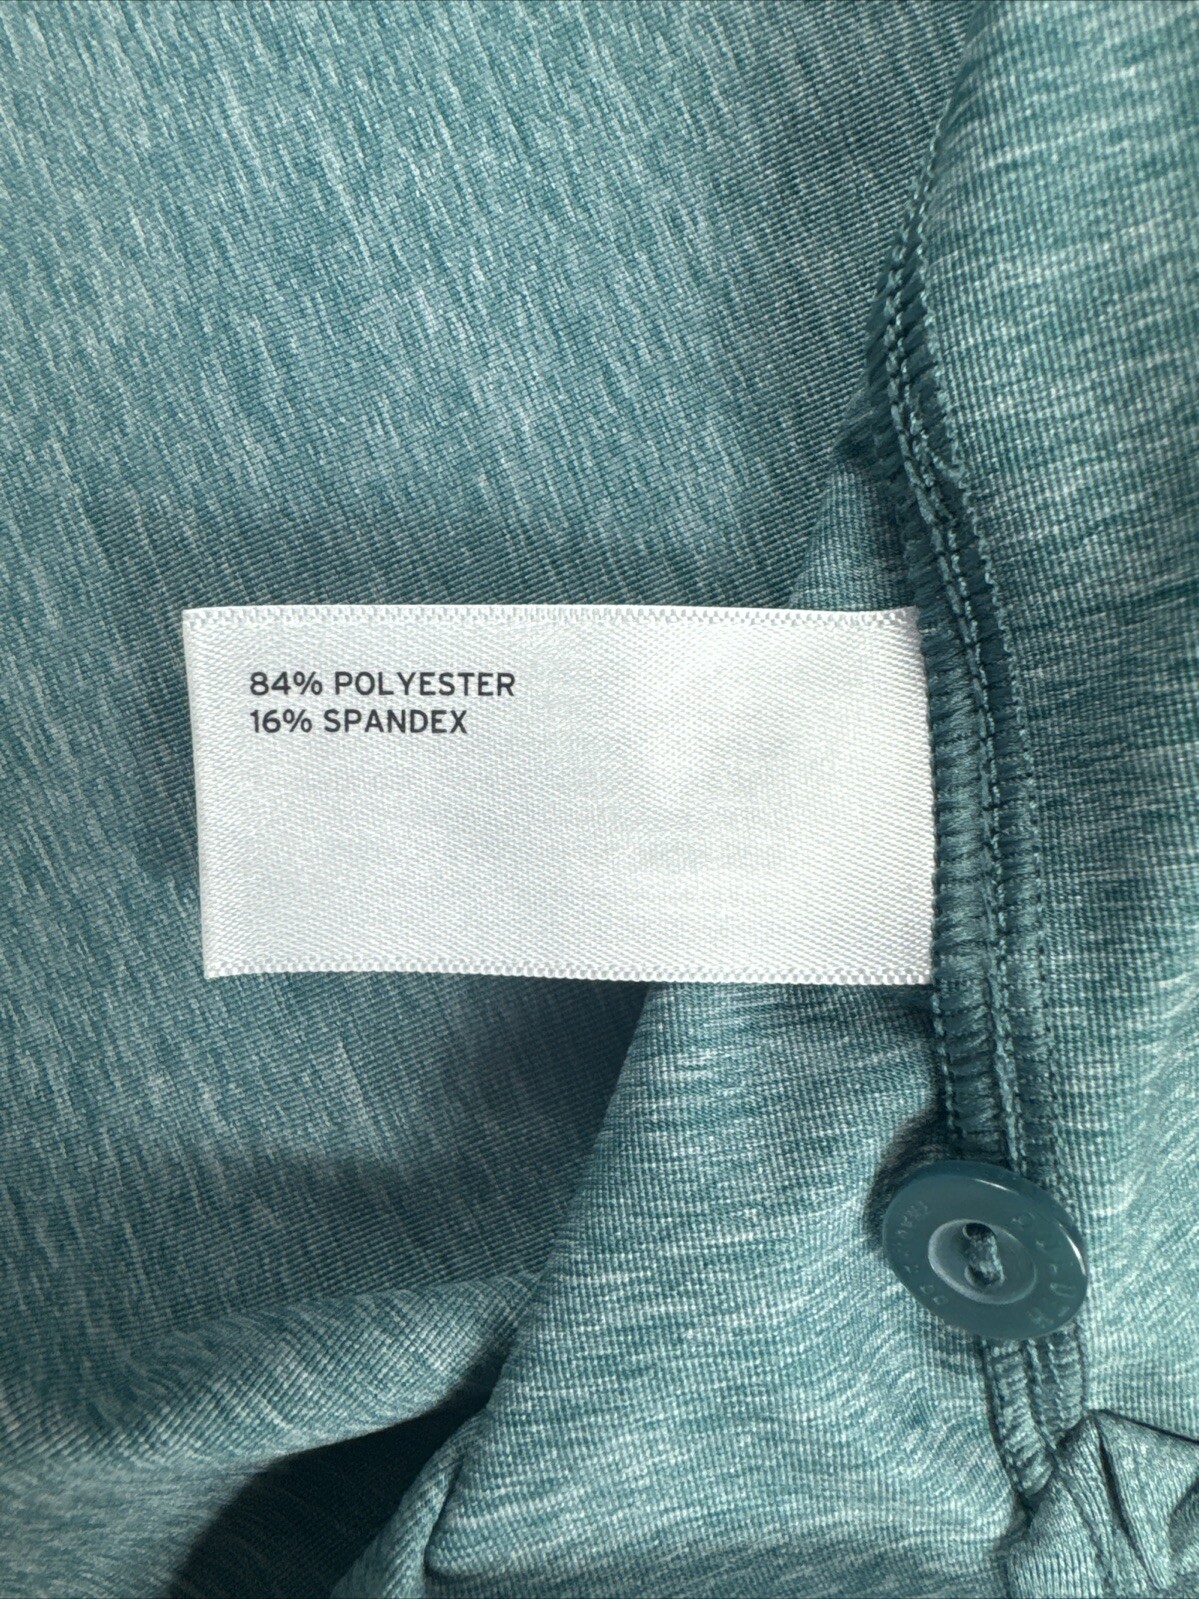 84% POLYESTER
16% SPANDEX